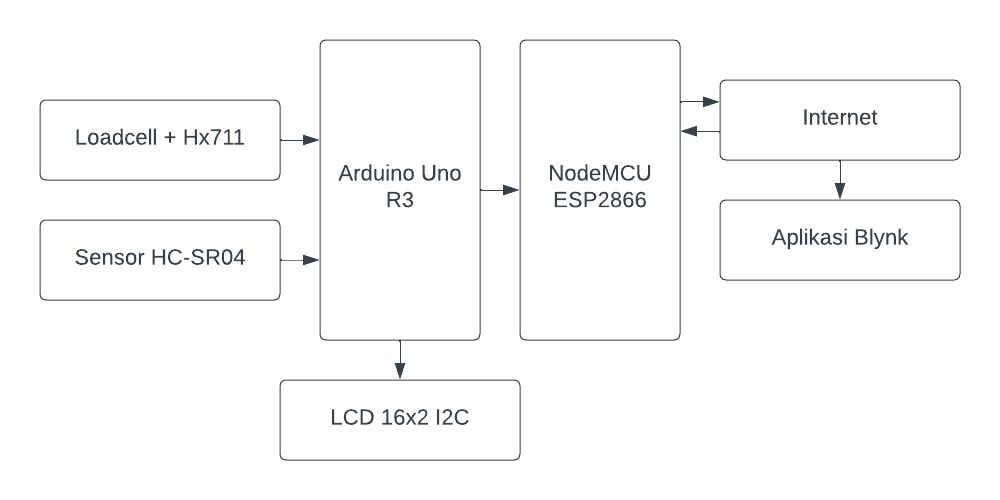 Loadcell + Hx711
Sensor HC-SR04
Arduino Uno
R3
LCD 16x2 I2C
NodeMCU
ESP2866
Internet
Aplikasi Blynk